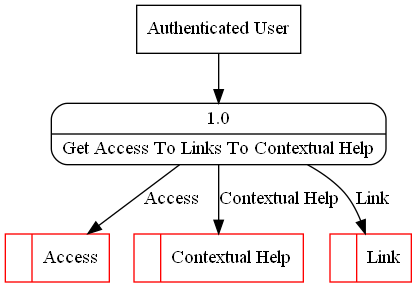 Authenticated User
1.0
Get Access To Links To Contextual Help
Access
Contextual Help
Link
Access
Contextual Help
Link